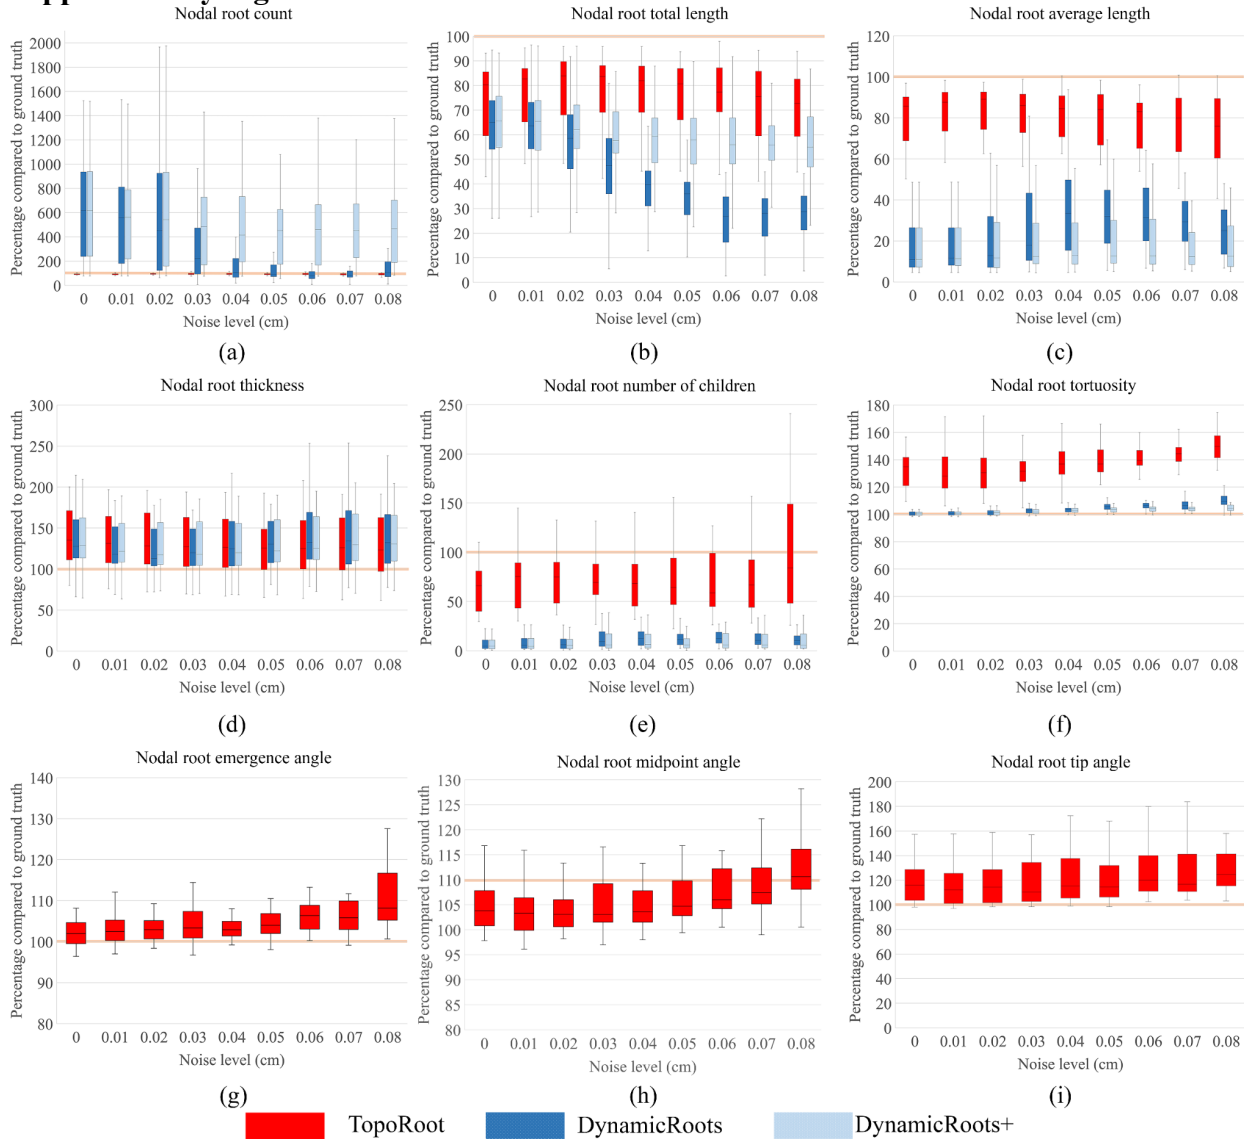 Nodal root count
Percentage compared to ground truth
2000
1800
1600
1400
1200
1000
800
600
400
200
0
0 0.01 0.02 0.03 0.04 0.05 0.06 0.07 0.08
Noise level (cm)
(a)
Nodal root total length
Percentage compared to ground truth
100
90
80
70
60
50
40
30
20
10
0
0 0.01 0.02 0.03 0.04 0.05 0.06 0.07 0.08
Noise level (cm)
(b)
Nodal root average length
Percentage compared to ground truth
120
100
80
60
40
20
0
0 0.01 0.02 0.03 0.04 0.05 0.06 0.07 0.08
Noise level (cm)
(c)
Nodal root thickness
Percentage compared to ground truth
300
250
200
150
100
50
0
0 0.01 0.02 0.03 0.04 0.05 0.06 0.07 0.08
Noise level (cm)
(d)
Nodal root number of children
Percentage compared to ground truth
250
200
150
100
50
0
0 0.01 0.02 0.03 0.04 0.05 0.06 0.07 0.08
Noise level (cm)
(e)
Nodal root tortuosity
Percentage compared to ground truth
180
160
140
120
100
80
60
40
20
0
0 0.01 0.02 0.03 0.04 0.05 0.06 0.07 0.08
Noise level (cm)
(f)
Nodal root emergence angle
Percentage compared to ground truth
140
120
110
100
90
80
0 0.01 0.02 0.03 0.04 0.05 0.06 0.07 0.08
Noise level (cm)
(g)
Nodal root midpoint angle
Percentage compared to ground truth
130
125
120
115
110
105
100
95
90
85
80
0 0.01 0.02 0.03 0.04 0.05 0.06 0.07 0.08
Noise level (cm)
(h)
Nodal root tip angle
Percentage compared to ground truth
200
180
160
140
120
100
80
60
40
20
0
0 0.01 0.02 0.03 0.04 0.05 0.06 0.07 0.08
Noise level (cm)
(i)
TopoRoot DynamicRoots DynamicRoots+